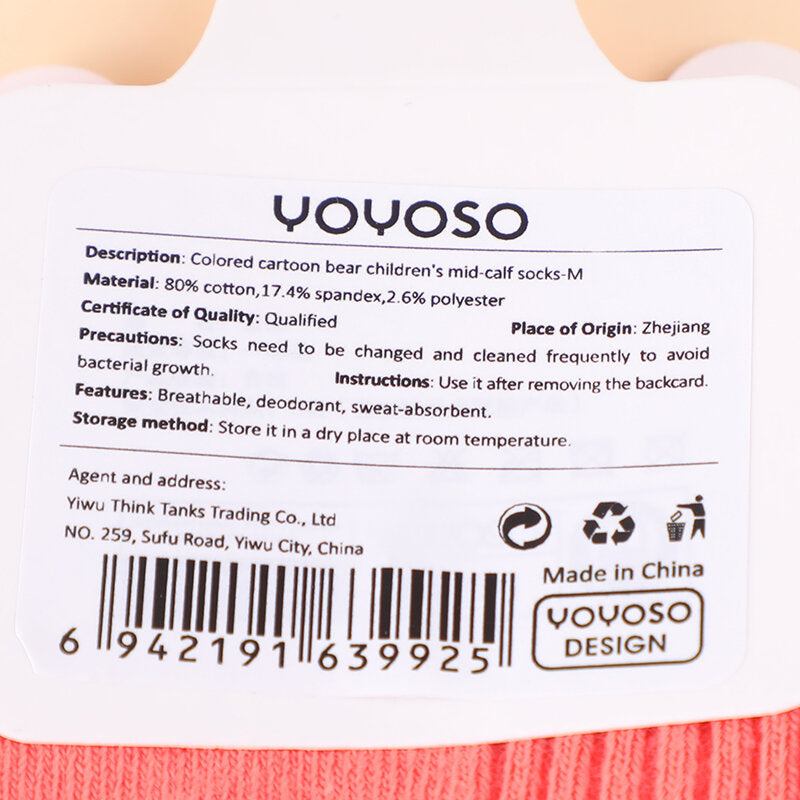 YOYOSO
Description: Colored cartoon bear children's mid-calf socks-M
Material: 80% cotton,17.4% spandex,2.6% polyester
Certificate of Quality: Qualified Place of Origin: Zhejiang
Precautions: Socks need to be changed and cleaned frequently to avoid
bacterial growth. Instructions: Use it after removing the backcard.
Features: Breathable, deodorant, sweat-absorbent.
Storage method: Store it in a dry place at room temperature.
Agent and address:
Yiwu Think Tanks Trading Co., Ltd
NO. 259, Sufu Road, Yiwu City, China
Made in China
YOYOSO
DESIGN
6 942191 639925